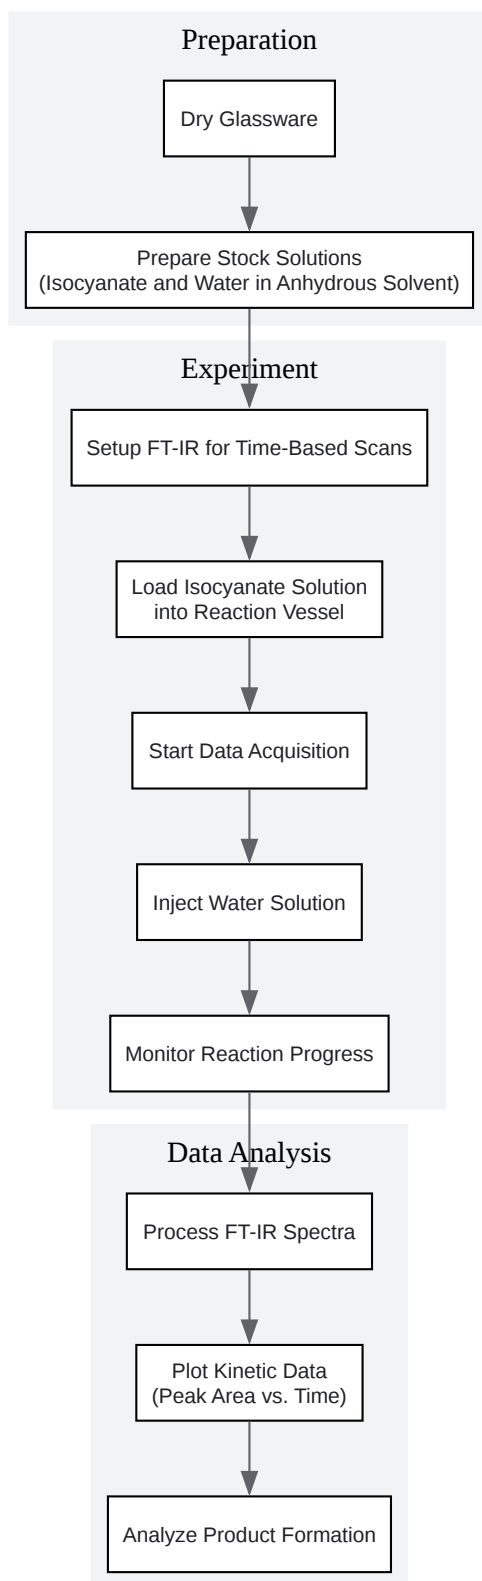 Preparation
Dry Glassware
Prepare Stock Solutions
(Isocyanate and Water in Anhydrous Solvent)
Experiment
Setup FT-IR for Time-Based Scans
Load Isocyanate Solution
into Reaction Vessel
Start Data Acquisition
Inject Water Solution
Monitor Reaction Progress
Data Analysis
Process FT-IR Spectra
Plot Kinetic Data
(Peak Area vs. Time)
Analyze Product Formation